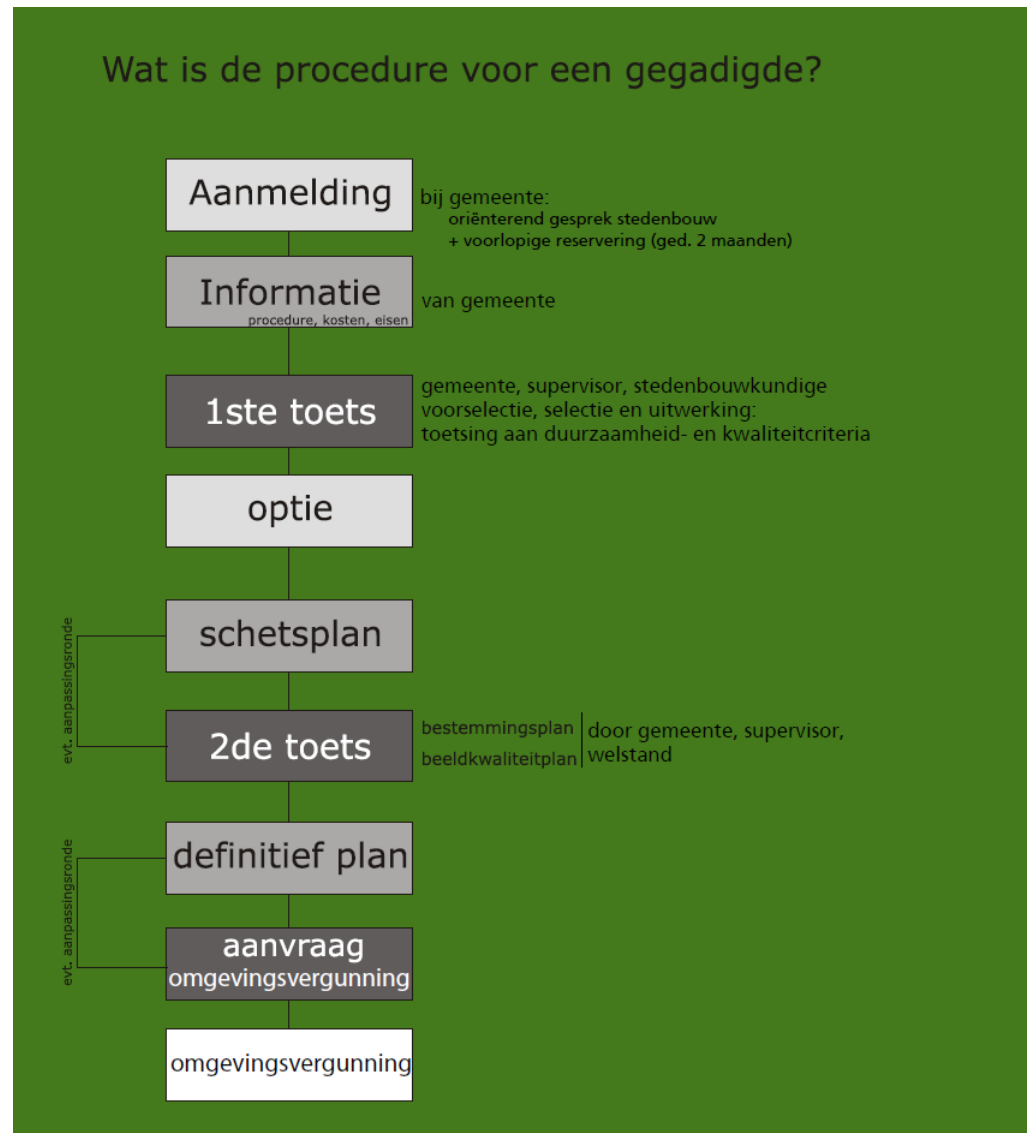 Wat is de procedure voor een gegadigde?
Aanmelding
bij gemeente:
oriënterend gesprek stedenbouw
+ voorlopige reservering (ged. 2 maanden)
Informatie
procedure, kosten, eisen
van gemeente
1ste toets
gemeente, supervisor, stedenbouwkundige
voorselectie, selectie en uitwerking:
toetsing aan duurzaamheid- en kwaliteitcriteria
optie
schetsplan
evt. aanpassingsronde
2de toets
bestemmingsplan
beeldkwaliteitplan
door gemeente, supervisor,
welstand
definitief plan
evt. aanpassingsronde
aanvraag
omgevingsvergunning
omgevingsvergunning